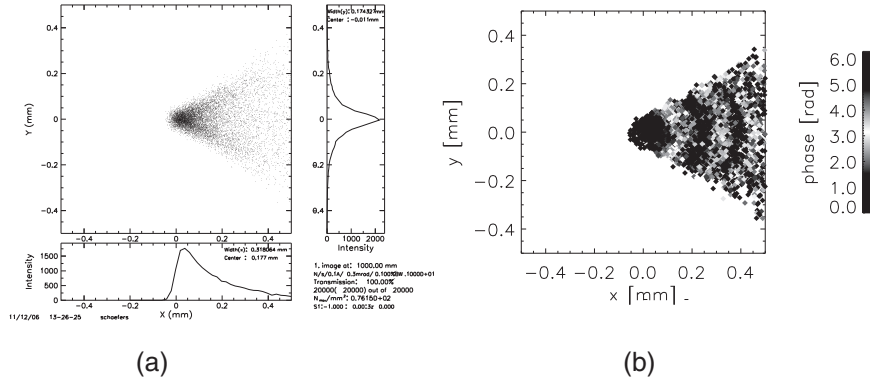 Width(y): 0.174327mm
Center : -0.011mm
0.4
0.2
0
-0.2
-0.4
Y (mm)
-0.4 -0.2 0 0.2 0.4
0.4
0.2
0
0.2
0.4
0 1000 2000
Intensity
1500
1000
500
0
Intensity
Width(x): 0.318064 mm
Center : 0.177 mm
-0.4 -0.2 0 0.2 0.4
X (mm)
1. image at: 1000.00 mm
Transmission: 100.00%
20000( 20000) out of 20000
11/12/06 13-26-25 schaefers
(a)
0.4
0.2
0.0
-0.2
-0.4
y [mm]
-0.4 -0.2 0.0 0.2 0.4
x [mm]
phase [rad]
6.0
5.0
4.0
3.0
2.0
1.0
0.0
(b)